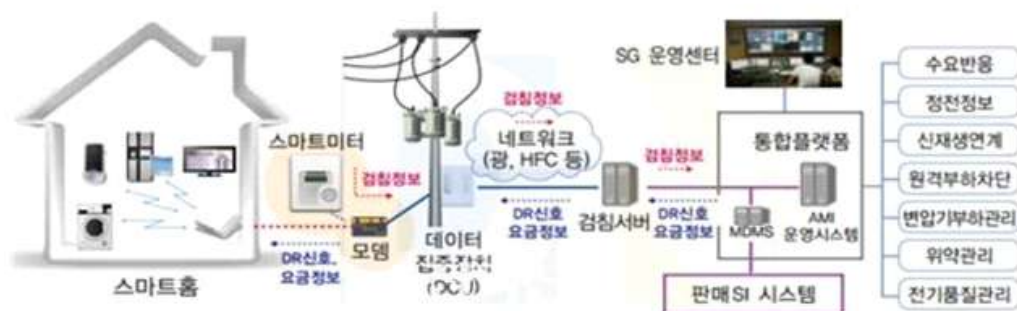 스마트홈
스마트미터
검침정보
모뎀
DR신호,
요금정보
데이터
검침정보
네트워크
(광, HFC 등)
DR신호
요금정보
검침서버
검침정보
DR신호
요금정보
SG 운영센터
통합플랫폼
MDMS
AMI
운영시스템
판매SI 시스템
수요반응
정전정보
신재생연계
원격부하차단
변압기부하관리
위약관리
전기품질관리